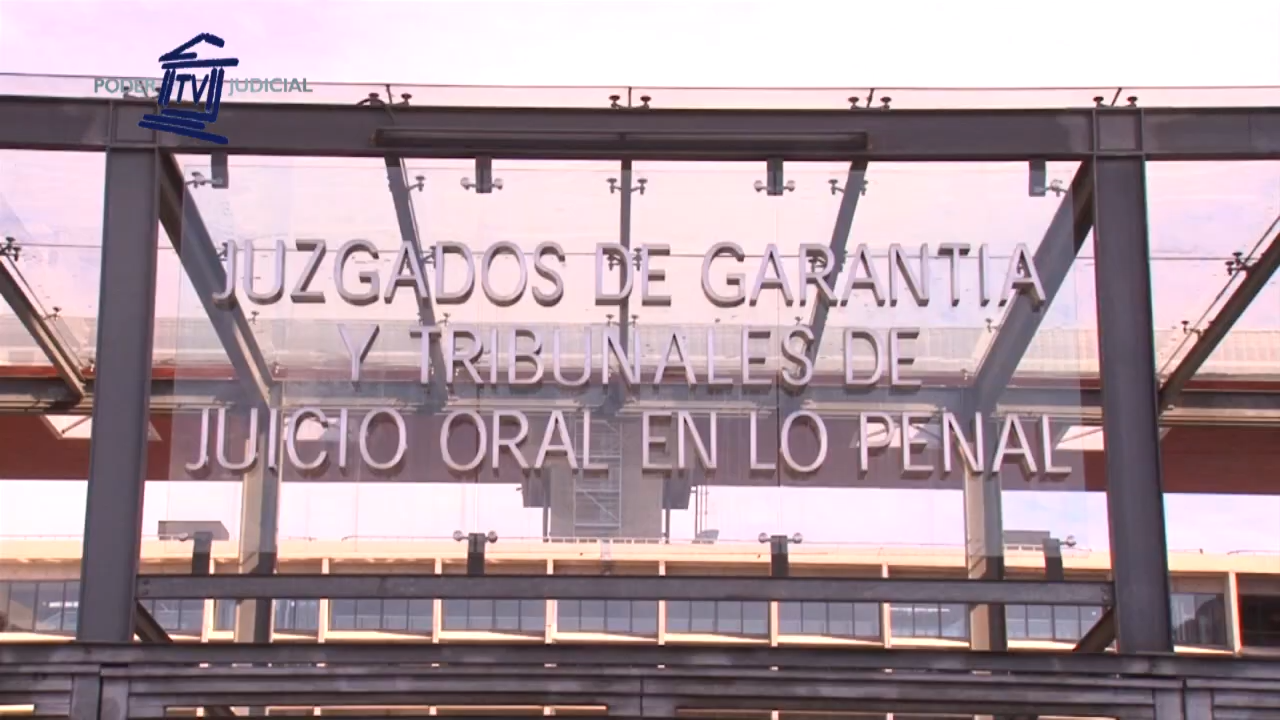 PODER TV JUDICIAL
JUZGADOS DE GARANTIA
Y TRIBUNALES DE
JUICIO ORAL EN LO PENAL